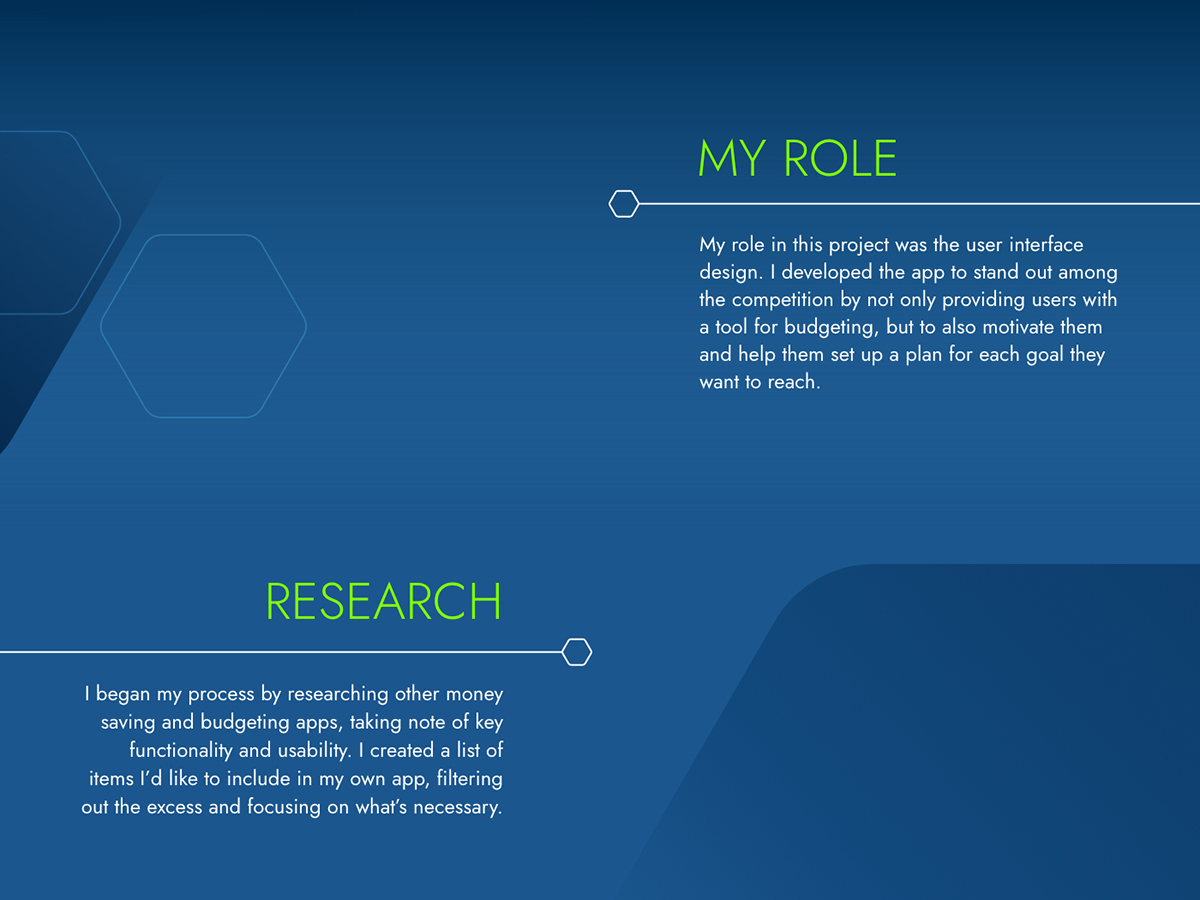 MY ROLE
My role in this project was the user interface
design. I developed the app to stand out among
the competition by not only providing users with
a tool for budgeting, but to also motivate them
and help them set up a plan for each goal they
want to reach.
RESEARCH
I began my process by researching other money
saving and budgeting apps, taking note of key
functionality and usability. I created a list of
items I’d like to include in my own app, filtering
out the excess and focusing on what’s necessary.